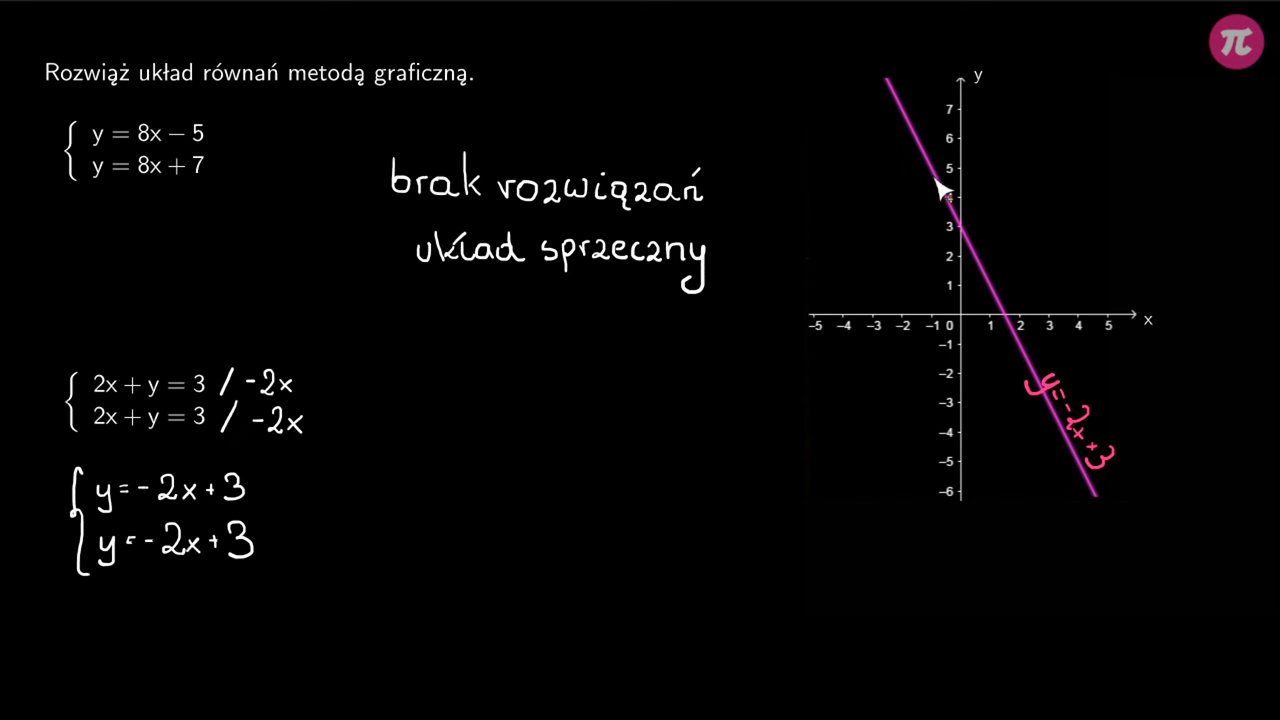 π
Rozwiąż układ równań metodą graficzną.
y = 8x − 5
y = 8x + 7
brak rozwiązań
układ sprzeczny
2x + y = 3 / -2x
2x + y = 3 / -2x
y = -2x+3
y = -2x+3
y
7
6
5
4
3
2
1
-5 -4 -3 -2 -1 0 1 2 3 4 5 x
-1
-2
-3
-4
-5
-6
y = -2x+3